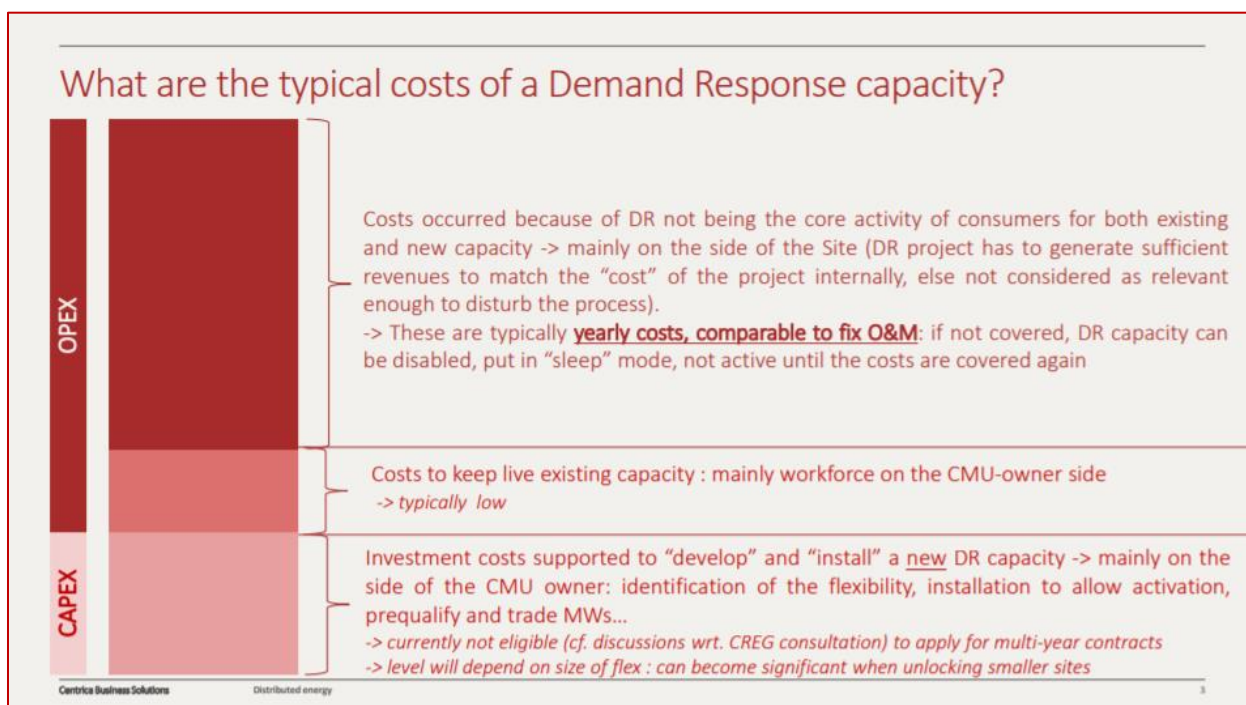 What are the typical costs of a Demand Response capacity?
OPEX
Costs occurred because of DR not being the core activity of consumers for both existing
and new capacity -> mainly on the side of the Site (DR project has to generate sufficient
revenues to match the “cost” of the project internally, else not considered as relevant
enough to disturb the process).
-> These are typically yearly costs, comparable to fix O&M: if not covered, DR capacity can
be disabled, put in “sleep” mode, not active until the costs are covered again
Costs to keep live existing capacity : mainly workforce on the CMU-owner side
-> typically low
CAPEX
Investment costs supported to “develop” and “install” a new DR capacity -> mainly on the
side of the CMU owner: identification of the flexibility, installation to allow activation,
prequalify and trade MWs...
-> currently not eligible (cf. discussions wrt. CREG consultation) to apply for multi-year contracts
-> level will depend on size of flex : can become significant when unlocking smaller sites
Centrica Business Solutions Distributed energy 3